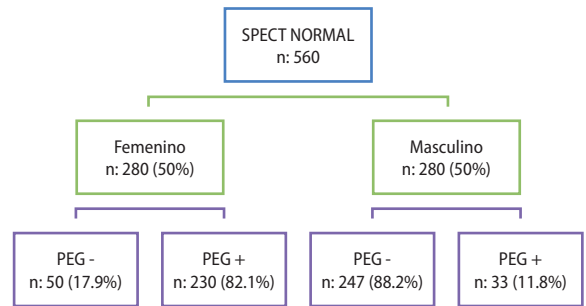 SPECT NORMAL
n: 560
Femenino
n: 280 (50%)
Masculino
n: 280 (50%)
PEG -
n: 50 (17.9%)
PEG +
n: 230 (82.1%)
PEG -
n: 247 (88.2%)
PEG +
n: 33 (11.8%)